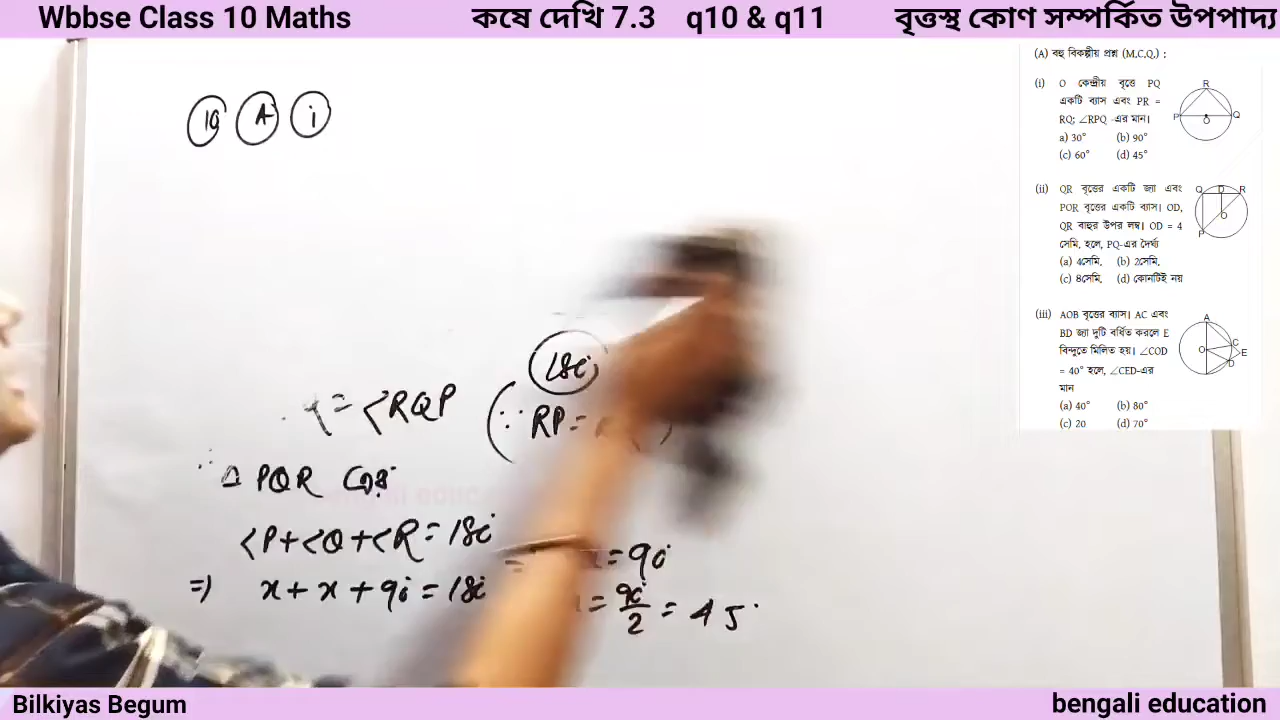 Wbbse Class 10 Maths কষে দেখি 7.3 q10 & q11 বৃত্তস্থ কোণ সম্পর্কিত উপপাদ্য
10 A i
180
= <RQP (∵ RP=
∴ △ PQR এর
<P+<Q+<R=180
=) x+x+90=180
=90
=90/2=45°
(A) বহু বিকল্পীয় প্রশ্ন (M.C.Q.) :
(i) O কেন্দ্রীয় বৃত্তে PQ
একটি ব্যাস এবং PR =
RQ; ∠RPQ -এর মান।
a) 30° (b) 90°
(c) 60° (d) 45°
R
P O Q
(ii) QR বৃত্তের একটি জ্যা এবং
POR বৃত্তের একটি ব্যাস। OD,
QR বাহুর উপর লম্ব। OD = 4
সেমি. হলে, PQ-এর দৈর্ঘ্য
(a) 4সেমি. (b) 2সেমি.
(c) 8সেমি. (d) কোনটিই নয়
Q D R
O
P
(iii) AOB বৃত্তের ব্যাস। AC এবং
BD জ্যা দুটি বর্ধিত করলে E
বিন্দুতে মিলিত হয়। ∠COD
= 40° হলে, ∠CED-এর
মান
(a) 40° (b) 80°
(c) 20 (d) 70°
A
O C
E
D
Bilkiyas Begum bengali education